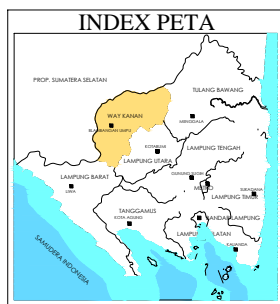 INDEX PETA
PROP. SUMATERA SELATAN
TULANG BAWANG
WAY KANAN
BLAMBANGAN UMPU
MENGGALA
KOTABUMI
LAMPUNG TENGAH
LAMPUNG UTARA
GUNUNG SUGIH
LAMPUNG BARAT
LIWA
METRO
SUKADANA
LAMPUNG TIMUR
TANGGAMUS
KOTA AGUNG
BANDAR LAMPUNG
LAMPUNG SELATAN
KALIANDA
SAMUDERA INDONESIA